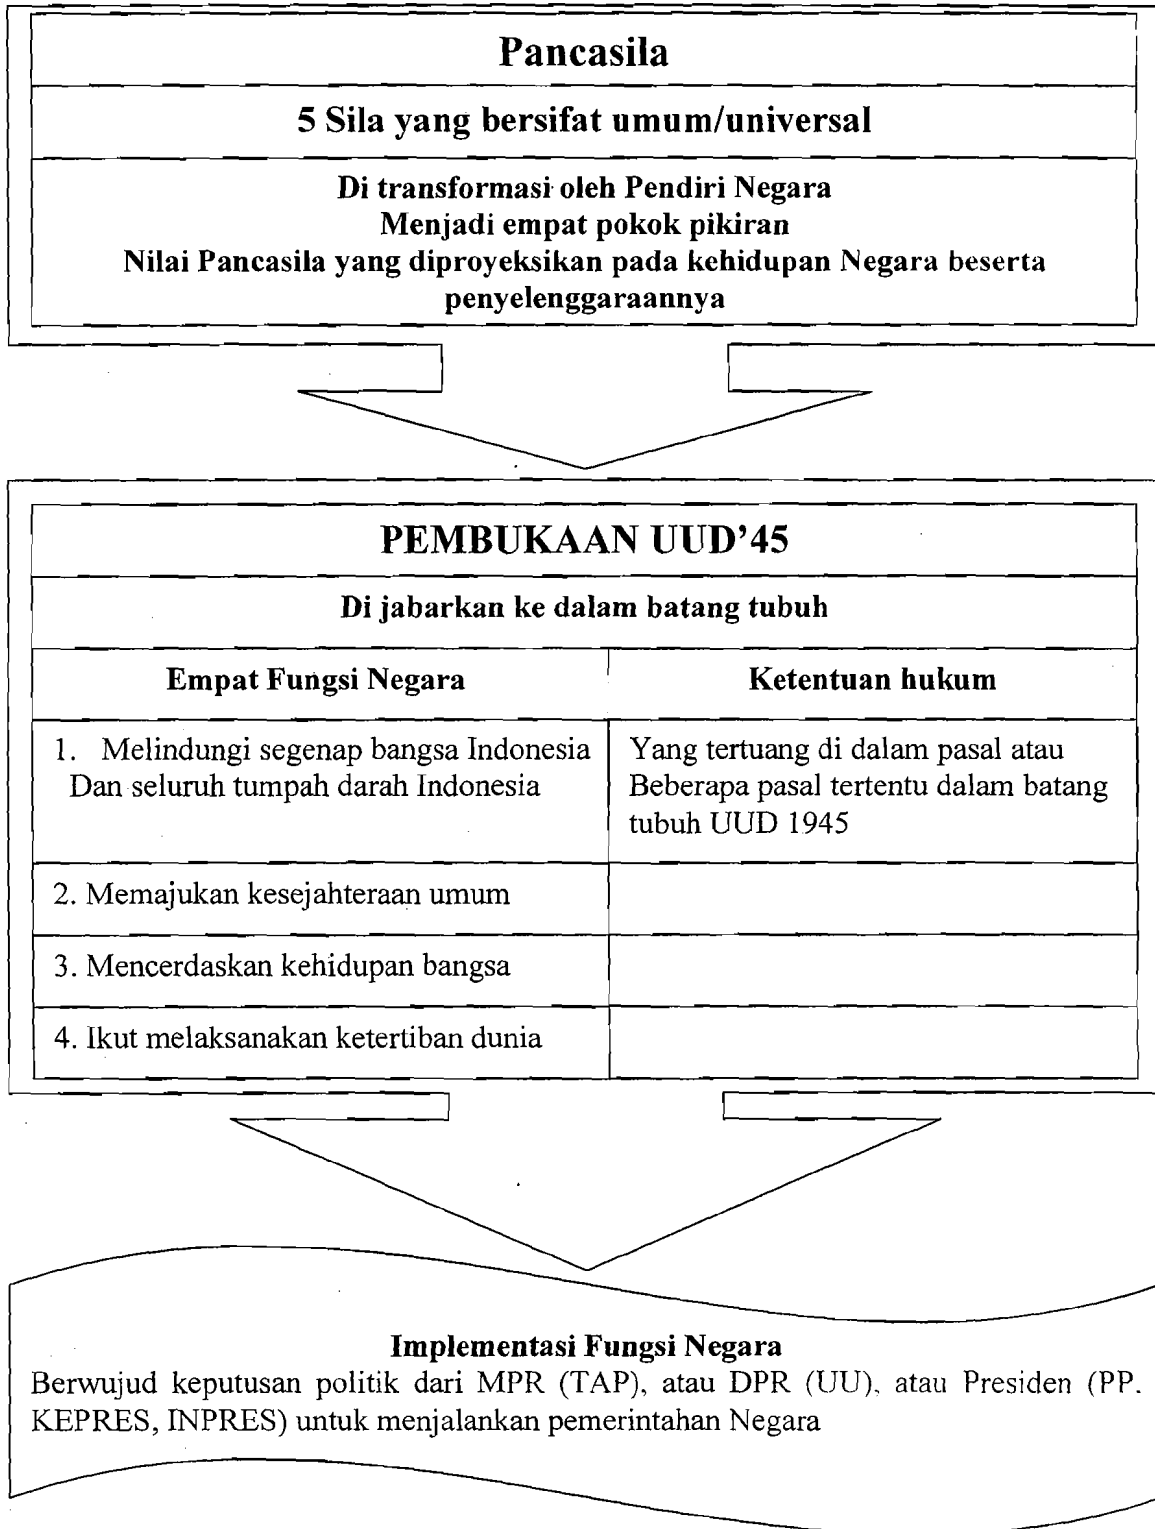 Pancasila
5 Sila yang bersifat umum/universal
Di transformasi oleh Pendiri Negara
Menjadi empat pokok pikiran
Nilai Pancasila yang diproyeksikan pada kehidupan Negara beserta
penyelenggaraannya
PEMBUKAAN UUD’45
Di jabarkan ke dalam batang tubuh
Empat Fungsi Negara
Ketentuan hukum
1. Melindungi segenap bangsa Indonesia
Dan seluruh tumpah darah Indonesia
Yang tertuang di dalam pasal atau
Beberapa pasal tertentu dalam batang
tubuh UUD 1945
2. Memajukan kesejahteraan umum
3. Mencerdaskan kehidupan bangsa
4. Ikut melaksanakan ketertiban dunia
Implementasi Fungsi Negara
Berwujud keputusan politik dari MPR (TAP), atau DPR (UU), atau Presiden (PP.
KEPRES, INPRES) untuk menjalankan pemerintahan Negara